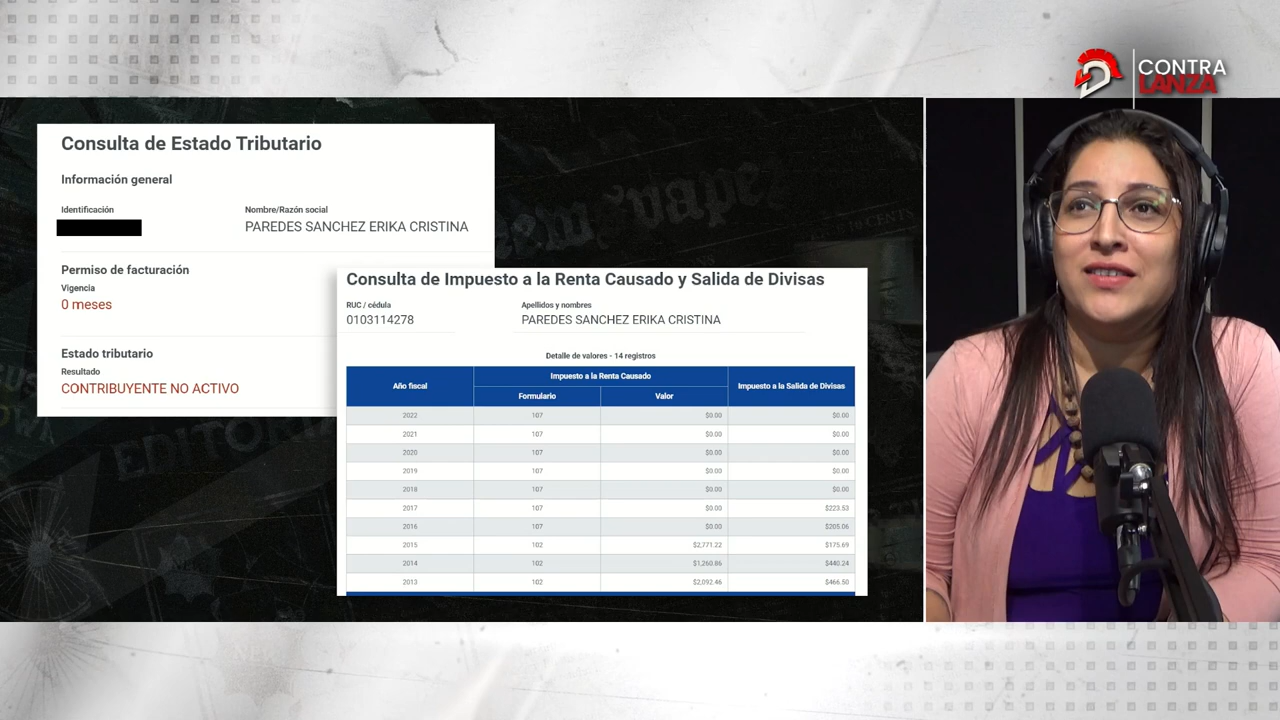 CONTRA
LANZA
Consulta de Estado Tributario
Información general
Identificación Nombre/Razón social
PAREDES SANCHEZ ERIKA CRISTINA
Permiso de facturación
Vigencia
0 meses
Estado tributario
Resultado
CONTRIBUYENTE NO ACTIVO
Consulta de Impuesto a la Renta Causado y Salida de Divisas
RUC / cédula Apellidos y nombres
0103114278 PAREDES SANCHEZ ERIKA CRISTINA
Detalle de valores - 14 registros
Año fiscal Impuesto a la Renta Causado Impuesto a la Salida de Divisas
Formulario Valor
2022 107 $0.00 $0.00
2021 107 $0.00 $0.00
2020 107 $0.00 $0.00
2019 107 $0.00 $0.00
2018 107 $0.00 $0.00
2017 107 $0.00 $223.53
2016 107 $0.00 $205.06
2015 102 $2,771.22 $175.69
2014 102 $1,260.86 $440.24
2013 102 $2,092.46 $466.50
vape
10 CENTS
EDITORIA